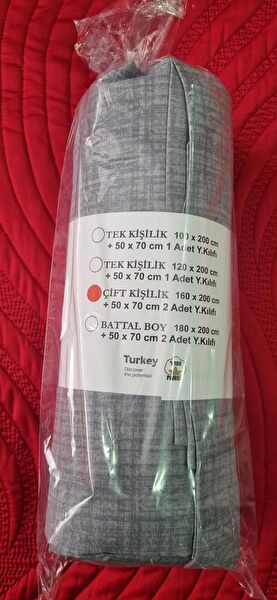 TEK KİŞİLİK 100 x 200 cm
+ 50 x 70 cm 1 Adet Y.Kılıfı
TEK KİŞİLİK 120 x 200 cm
+ 50 x 70 cm 1 Adet Y.Kılıfı
ÇİFT KİŞİLİK 160 x 200 cm
+ 50 x 70 cm 2 Adet Y.Kılıfı
BATTAL BOY 180 x 200 cm
+ 50 x 70 cm 2 Adet Y.Kılıfı
Turkey
Discover
the potential